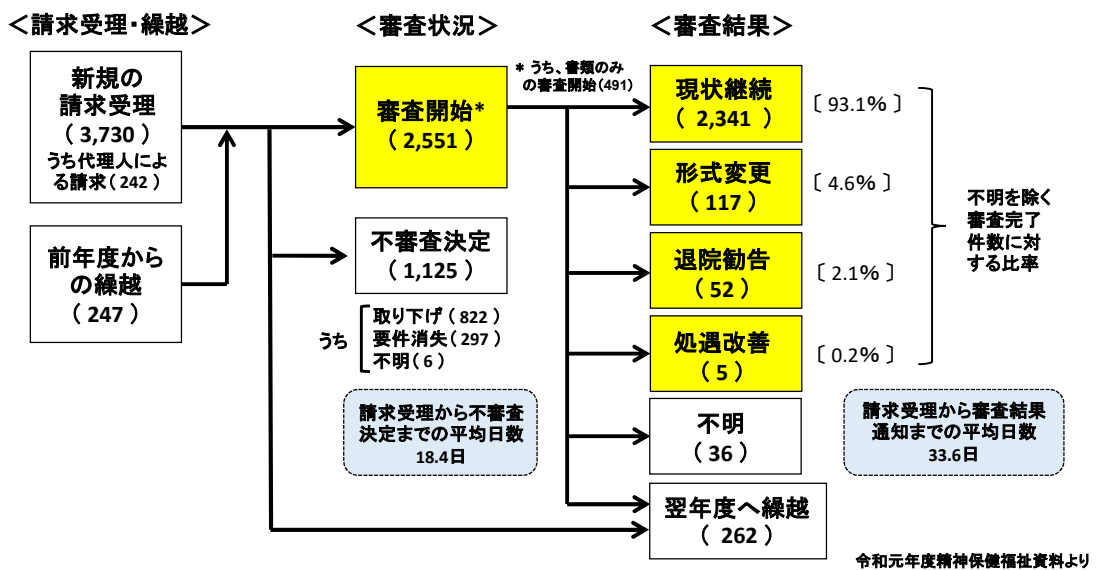 ＜請求受理・繰越＞
新規の
請求受理
（ 3,730 ）
うち代理人によ
る請求（ 242 ）
前年度から
の繰越
（ 247 ）
＜審査状況＞
審査開始*
（ 2,551 ）
* うち、書類のみ
の審査開始（491）
不審査決定
（ 1,125 ）
うち
取り下げ（ 822 ）
要件消失（ 297 ）
不明（ 6 ）
請求受理から不審査
決定までの平均日数
18.4日
＜審査結果＞
現状継続
（ 2,341 ）
〔 93.1% 〕
形式変更
（ 117 ）
〔 4.6% 〕
退院勧告
（ 52 ）
〔 2.1% 〕
処遇改善
（ 5 ）
〔 0.2% 〕
不明を除く
審査完了
件数に対
する比率
不明
（ 36 ）
請求受理から審査結果
通知までの平均日数
33.6日
翌年度へ繰越
（ 262 ）
令和元年度精神保健福祉資料より